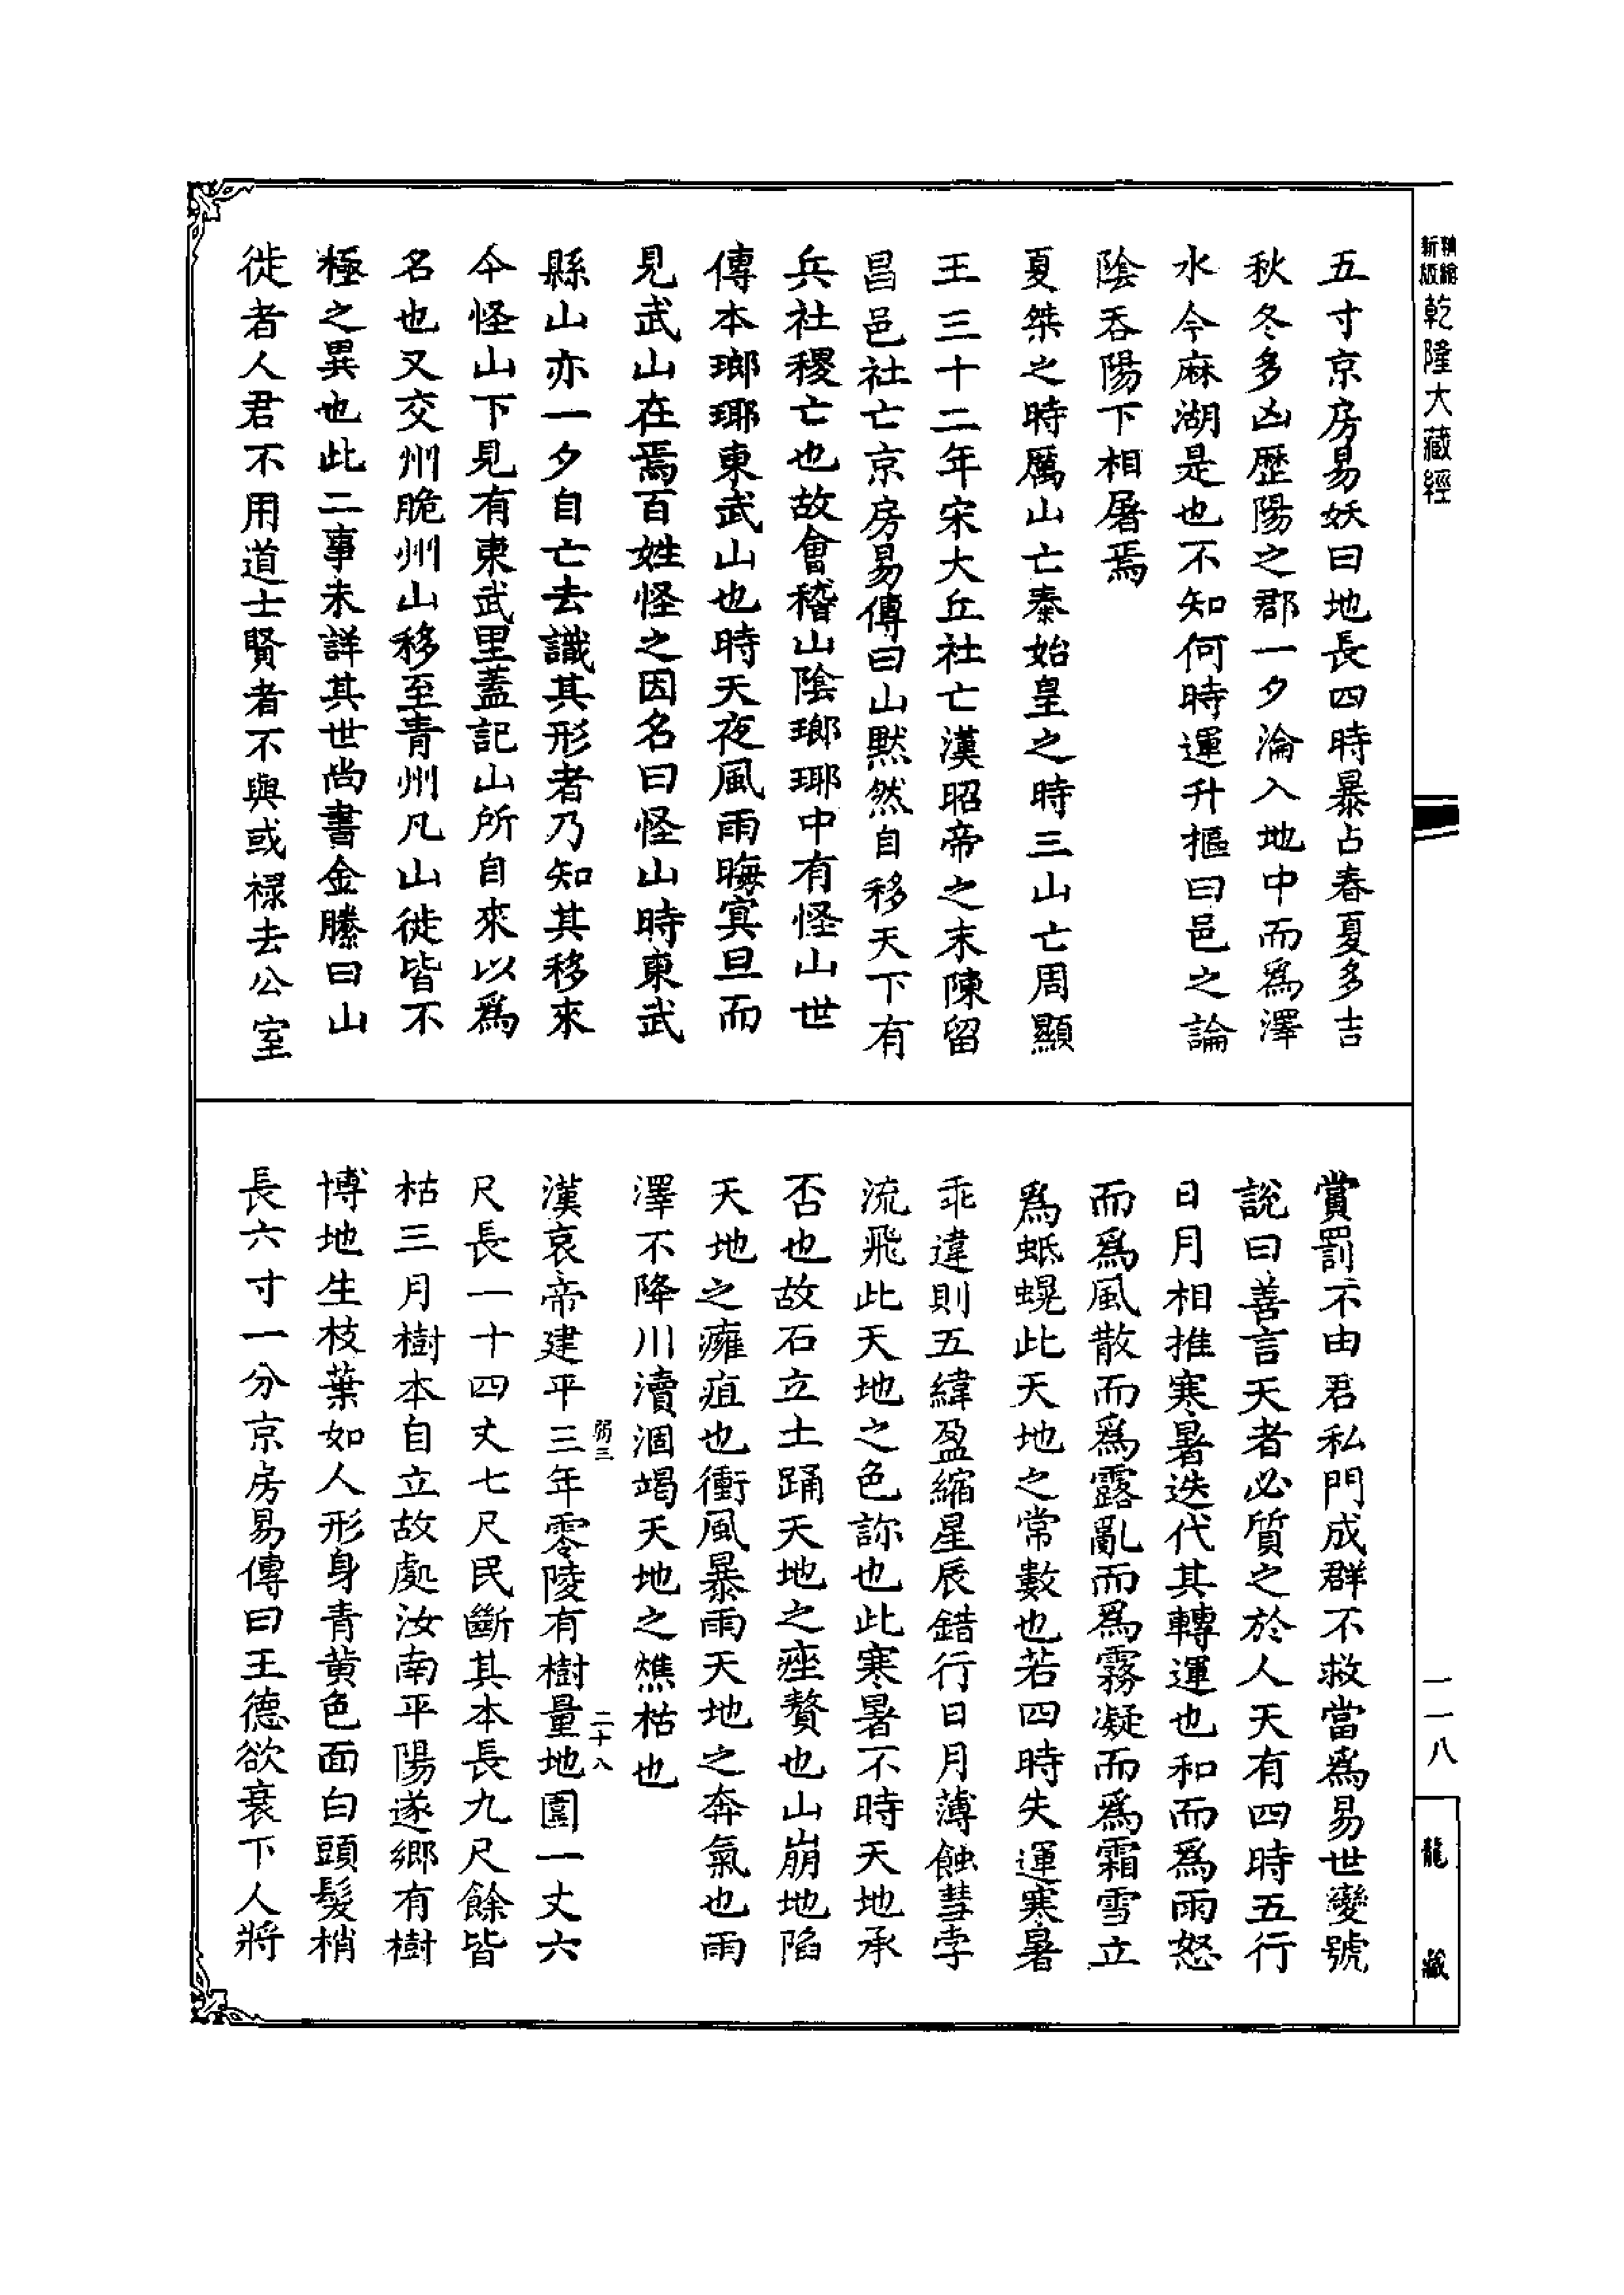 五寸京房易妖曰地長四時暴占春夏多吉
秋冬多凶歷陽之郡一夕淪入地中而爲澤
水今麻湖是也不知何時運升樞曰邑之論
陰吞陽下相屠焉
夏桀之時厲山亡秦始皇之時三山亡周顯
王三十二年宋大丘社亡漢昭帝之末陳留
昌邑社亡京房易傳曰山默然自移天下有
兵社稷亡也故會稽山陰瑯瑘中有怪山世
傳本瑯瑘東武山也時天夜風雨晦冥旦而
見武山在焉百姓怪之因名曰怪山時東武
縣山亦一夕自亡去識其形者乃知其移來
今怪山下見有東武里蓋記山所自來以爲
名也又交州脆州山移至青州凡山徙皆不
極之異也此二事未詳其世尚書金縢曰山
徙者人君不用道士賢者不與或祿去公室
賞罰不由君私門成群不救當爲易世變號
說曰善言天者必質之於人天有四時五行
日月相推寒暑迭代其轉運也和而爲雨怒
而爲風散而爲露亂而爲霧凝而爲霜雪立
爲蚳蜺此天地之常數也若四時失運寒暑
乖違則五緯盈縮星辰錯行日月薄蝕彗孛
流飛此天地之色診也此寒暑不時天地承
否也故石立土踊天地之痤贅也山崩地陷
天地之癰疽也衝風暴雨天地之奔氣也雨
澤不降川瀆涸竭天地之燋枯也
漢哀帝建平三年零陵有樹量地圍一丈六
尺長一十四丈七尺民斷其本長九尺餘皆
枯三月樹本自立故處汝南平陽遂鄉有樹
博地生枝葉如人形身青黄色面白頭髮梢
長六寸一分京房易傳曰王德欲衰下人將
弼三
二十八
新版
乾隆大藏經
一一八
龍藏